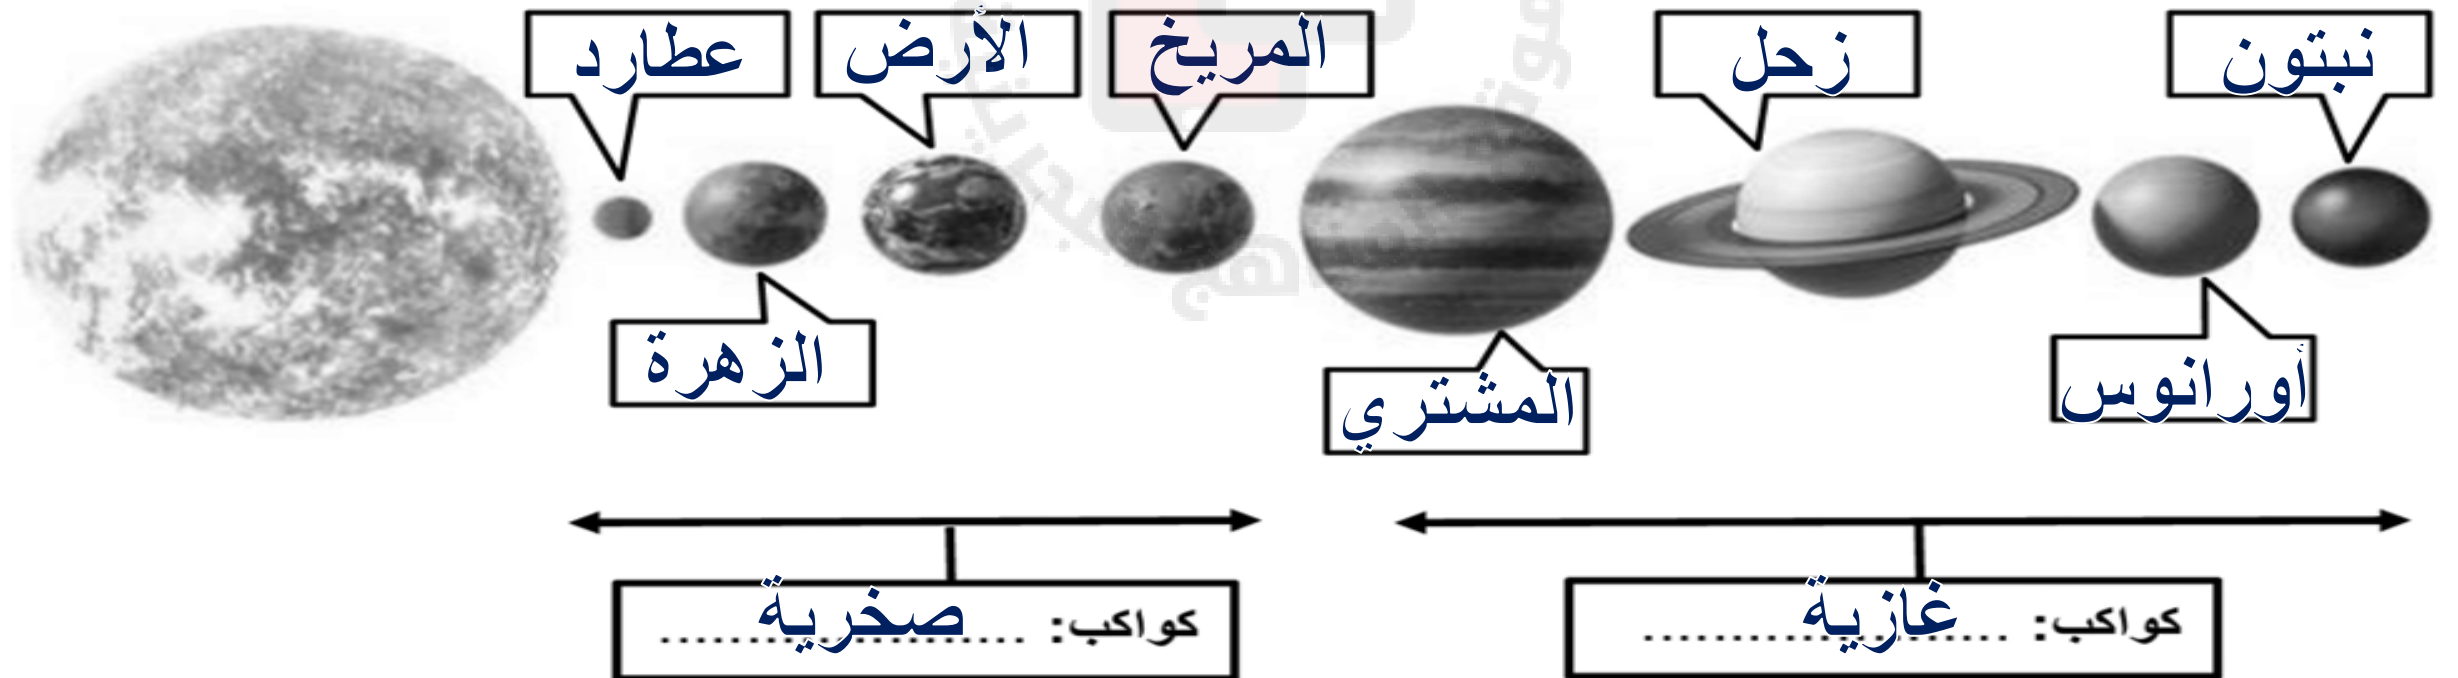 عطارد
الأرض
المريخ
زحل
نبتون
الزهرة
المشتري
أورانوس
كواكب: صخرية
كواكب: غازية